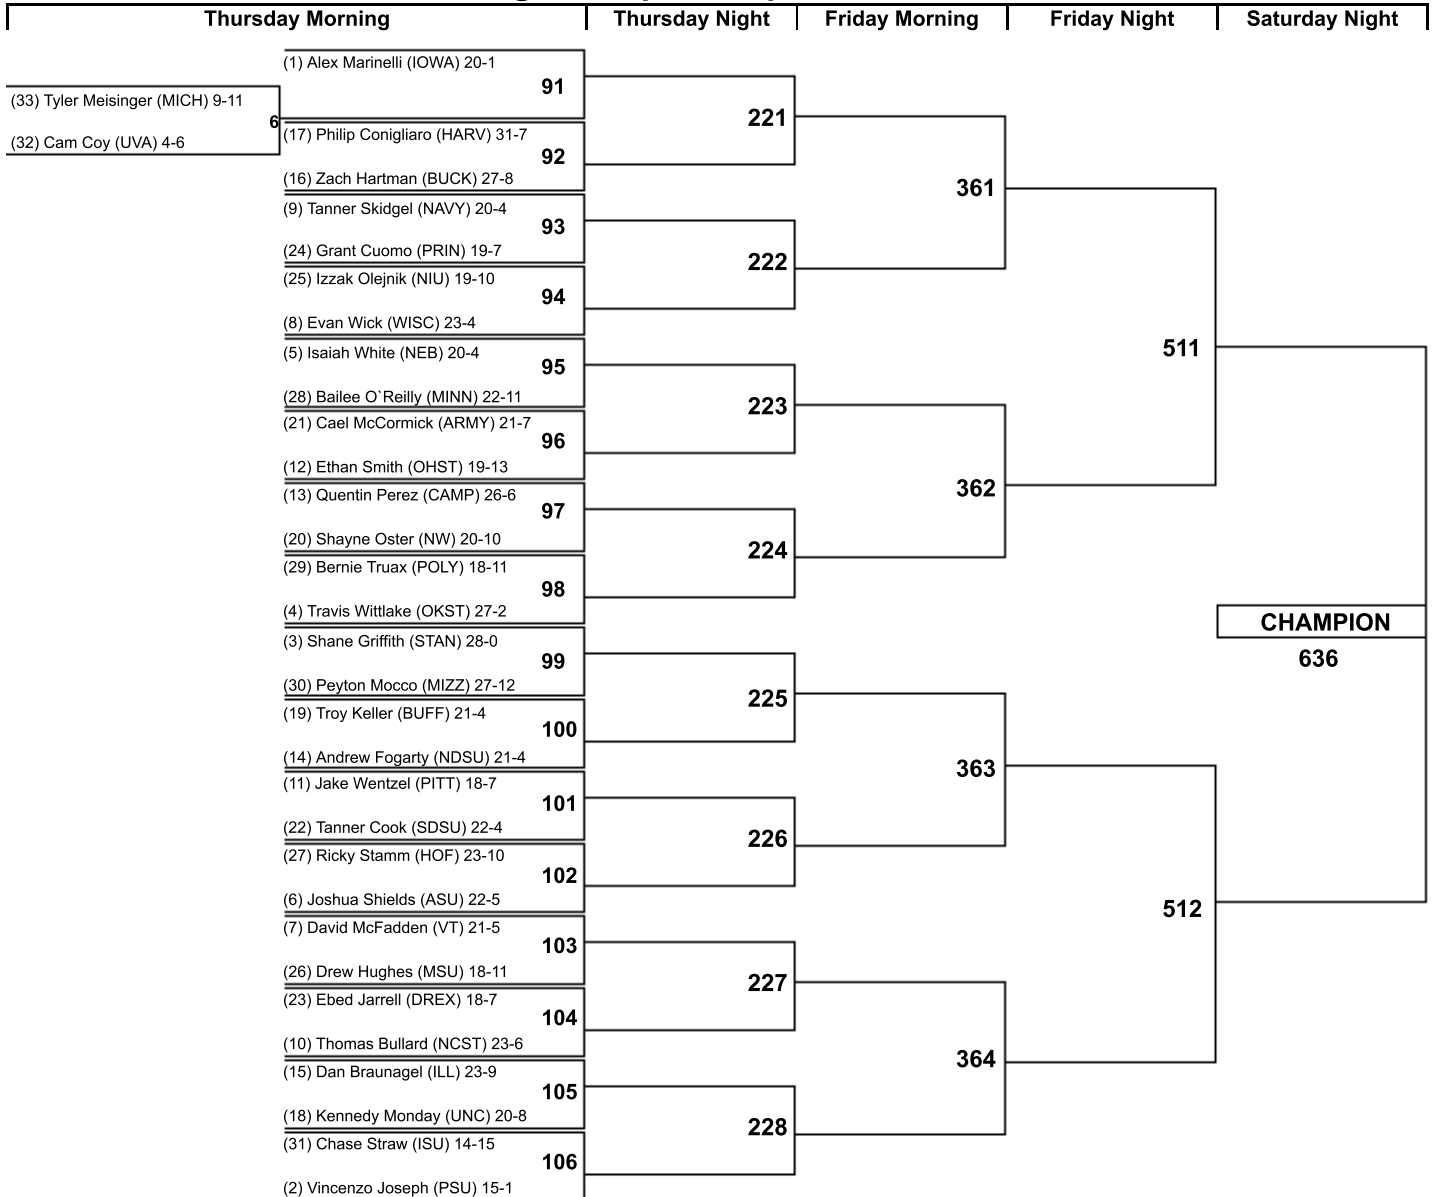 Thursday Morning Thursday Night Friday Morning Friday Night Saturday Night
(1) Alex Marinelli (IOWA) 20-1
91
(33) Tyler Meisinger (MICH) 9-11
6
(32) Cam Coy (UVA) 4-6
(17) Philip Conigliaro (HARV) 31-7
92
(16) Zach Hartman (BUCK) 27-8
(9) Tanner Skidgel (NAVY) 20-4
93
(24) Grant Cuomo (PRIN) 19-7
(25) Izzak Olejnik (NIU) 19-10
94
(8) Evan Wick (WISC) 23-4
(5) Isaiah White (NEB) 20-4
95
(28) Bailee O`Reilly (MINN) 22-11
(21) Cael McCormick (ARMY) 21-7
96
(12) Ethan Smith (OHST) 19-13
(13) Quentin Perez (CAMP) 26-6
97
(20) Shayne Oster (NW) 20-10
(29) Bernie Truax (POLY) 18-11
98
(4) Travis Wittlake (OKST) 27-2
(3) Shane Griffith (STAN) 28-0
99
(30) Peyton Mocco (MIZZ) 27-12
(19) Troy Keller (BUFF) 21-4
100
(14) Andrew Fogarty (NDSU) 21-4
(11) Jake Wentzel (PITT) 18-7
101
(22) Tanner Cook (SDSU) 22-4
(27) Ricky Stamm (HOF) 23-10
102
(6) Joshua Shields (ASU) 22-5
(7) David McFadden (VT) 21-5
103
(26) Drew Hughes (MSU) 18-11
(23) Ebed Jarrell (DREX) 18-7
104
(10) Thomas Bullard (NCST) 23-6
(15) Dan Braunagel (ILL) 23-9
105
(18) Kennedy Monday (UNC) 20-8
(31) Chase Straw (ISU) 14-15
106
(2) Vincenzo Joseph (PSU) 15-1
221
222
223
224
225
226
227
228
361
362
363
364
511
512
CHAMPION
636